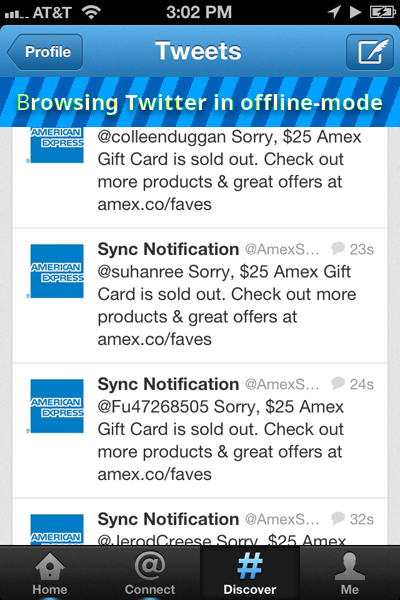 AT&T 3:02 PM
Profile Tweets
Browsing Twitter in offline-mode
AMERICAN EXPRESS
@colleenduggan Sorry, $25 Amex
Gift Card is sold out. Check out
more products & great offers at
amex.co/faves
Sync Notification @AmexS... 23s
AMERICAN EXPRESS
@suhanree Sorry, $25 Amex Gift
Card is sold out. Check out more
products & great offers at
amex.co/faves
Sync Notification @AmexS... 24s
AMERICAN EXPRESS
@Fu47268505 Sorry, $25 Amex
Gift Card is sold out. Check out
more products & great offers at
amex.co/faves
Sync Notification @AmexS... 32s
AMERICAN EXPRESS
@JerodCreese Sorry, $25 Amex
Home Connect Discover Me